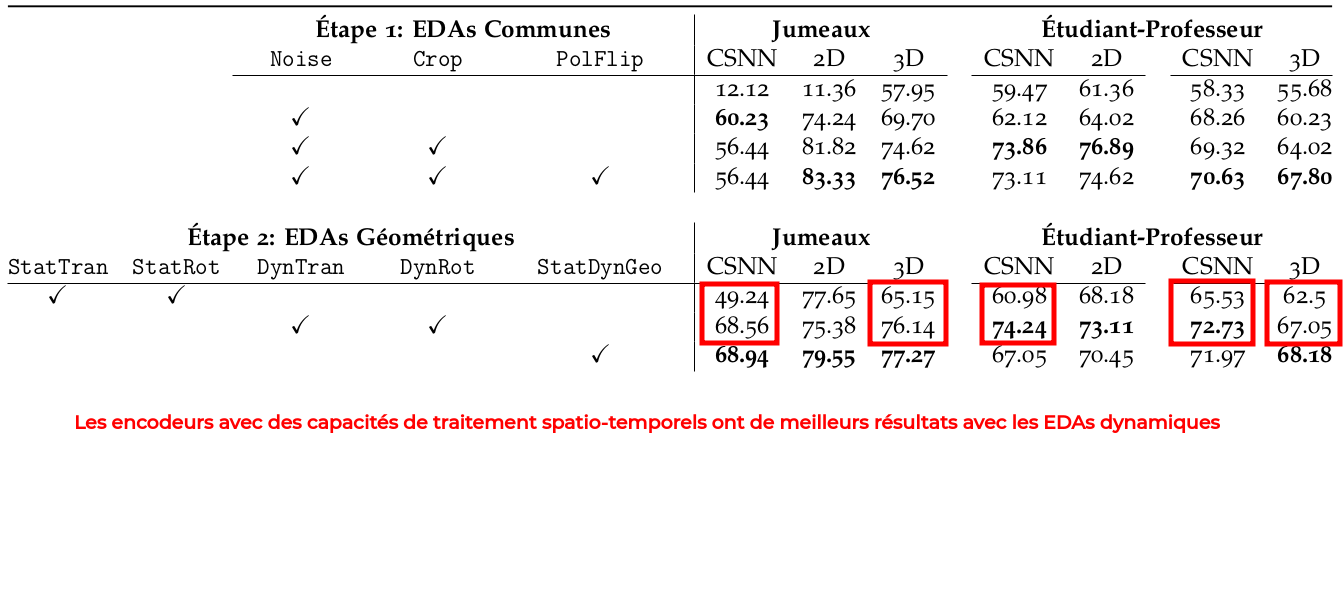 Étape 1: EDAs Communes Jumeaux Étudiant-Professeur
Noise Crop PolFlip CSNN 2D 3D CSNN 2D CSNN 3D
12.12 11.36 57.95 59.47 61.36 58.33 55.68
✓ 60.23 74.24 69.70 62.12 64.02 68.26 60.23
✓ ✓ 56.44 81.82 74.62 73.86 76.89 69.32 64.02
✓ ✓ ✓ 56.44 83.33 76.52 73.11 74.62 70.63 67.80
Étape 2: EDAs Géométriques Jumeaux Étudiant-Professeur
StatTran StatRot DynTran DynRot StatDynGeo CSNN 2D 3D CSNN 2D CSNN 3D
✓ ✓ 49.24 77.65 65.15 60.98 68.18 65.53 62.5
✓ ✓ 68.56 75.38 76.14 74.24 73.11 72.73 67.05
✓ 68.94 79.55 77.27 67.05 70.45 71.97 68.18
Les encodeurs avec des capacités de traitement spatio-temporels ont de meilleurs résultats avec les EDAs dynamiques